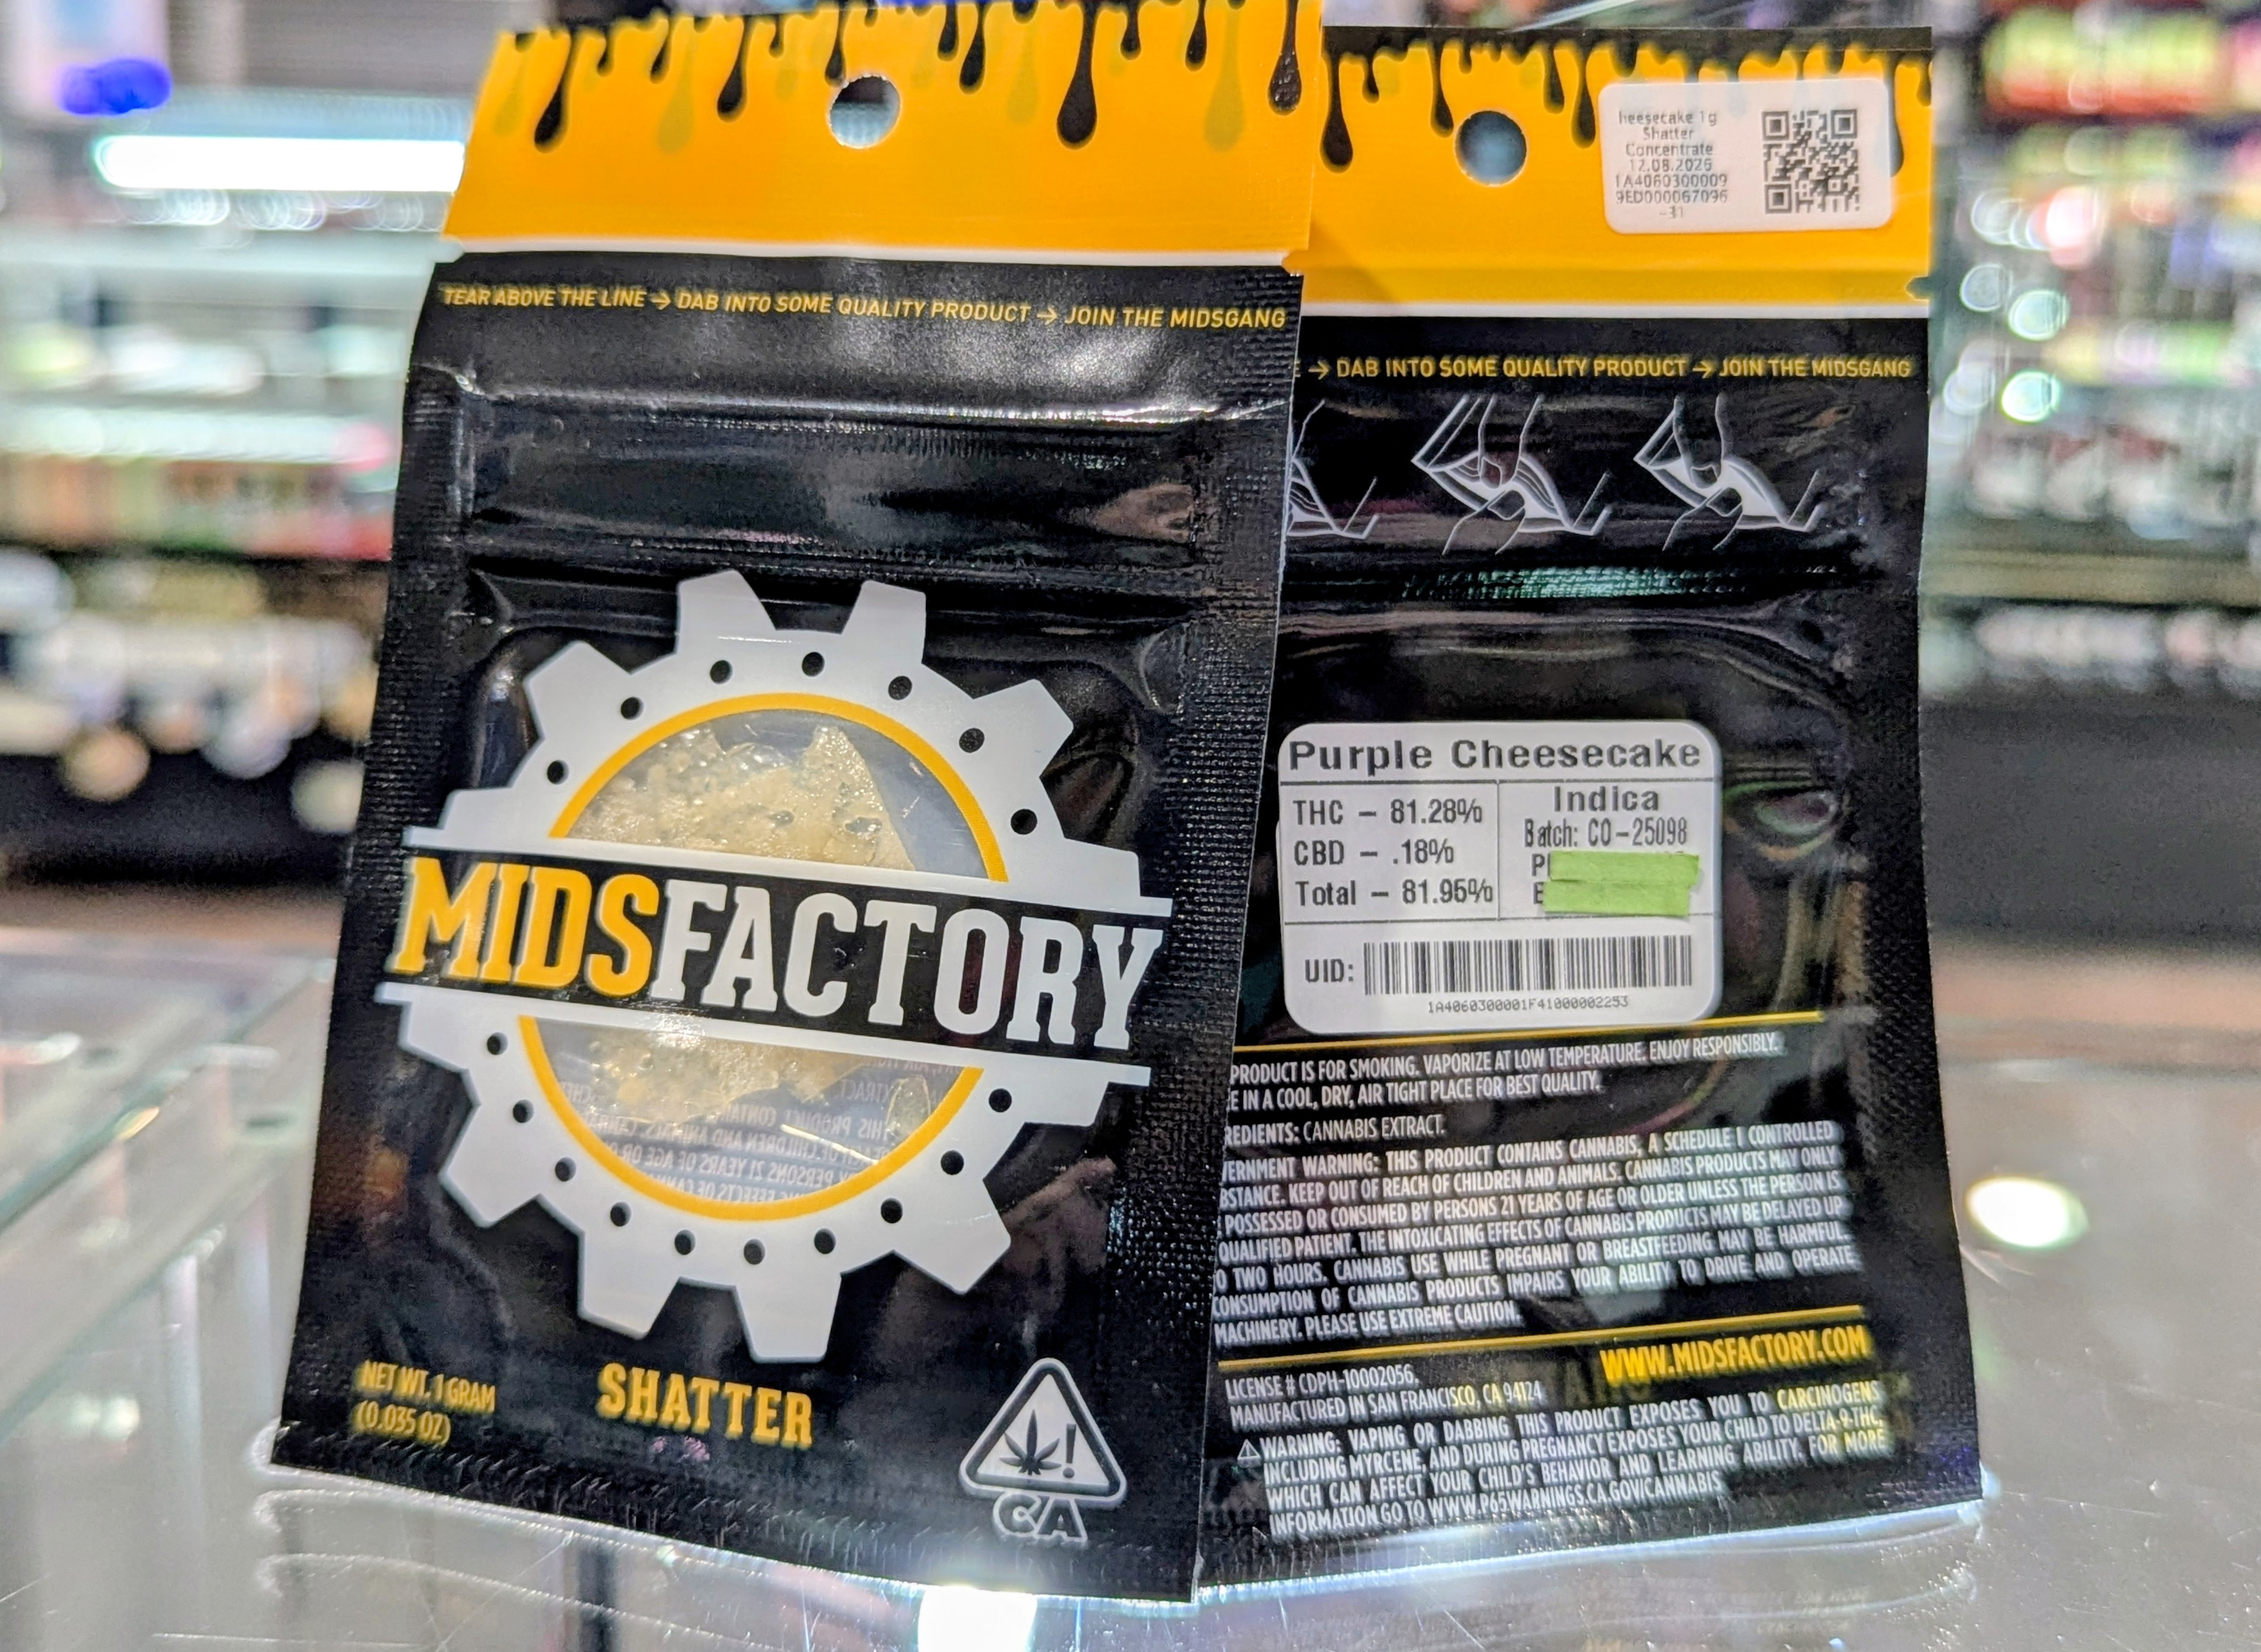 TEAR ABOVE THE LINE → DAB INTO SOME QUALITY PRODUCT → JOIN THE MIDSGANG
MIDSFACTORY
NET WT. 1 GRAM
(0.035 OZ)
SHATTER
!
CA
heesecake 1g
Shatter
Concentrate
1A4060300009
9ED000067096
-31
E → DAB INTO SOME QUALITY PRODUCT → JOIN THE MIDSGANG
Purple Cheesecake
THC - 81.28%
CBD - .18%
Total - 81.95%
Indica
Batch: CO-25098
P
E
UID:
1A4060300001F41000002253
PRODUCT IS FOR SMOKING. VAPORIZE AT LOW TEMPERATURE. ENJOY RESPONSIBLY.
E IN A COOL, DRY, AIR TIGHT PLACE FOR BEST QUALITY.
REDIENTS: CANNABIS EXTRACT.
ERNMENT WARNING: THIS PRODUCT CONTAINS CANNABIS, A SCHEDULE I CONTROLLED
BSTANCE. KEEP OUT OF REACH OF CHILDREN AND ANIMALS. CANNABIS PRODUCTS MAY ONLY
POSSESSED OR CONSUMED BY PERSONS 21 YEARS OF AGE OR OLDER UNLESS THE PERSON IS
QUALIFIED PATIENT. THE INTOXICATING EFFECTS OF CANNABIS PRODUCTS MAY BE DELAYED UP
O TWO HOURS. CANNABIS USE WHILE PREGNANT OR BREASTFEEDING MAY BE HARMFUL.
ONSUMPTION OF CANNABIS PRODUCTS IMPAIRS YOUR ABILITY TO DRIVE AND OPERATE
MACHINERY. PLEASE USE EXTREME CAUTION.
WWW.MIDSFACTORY.COM
LICENSE # CDPH-10002056.
MANUFACTURED IN SAN FRANCISCO, CA 94124
WARNING: VAPING OR DABBING THIS PRODUCT EXPOSES YOU TO CARCINOGENS
INCLUDING MYRCENE, AND DURING PREGNANCY EXPOSES YOUR CHILD TO DELTA-9-THC,
WHICH CAN AFFECT YOUR CHILD'S BEHAVIOR AND LEARNING ABILITY. FOR MORE
INFORMATION GO TO WWW.P65WARNINGS.CA.GOV/CANNABIS